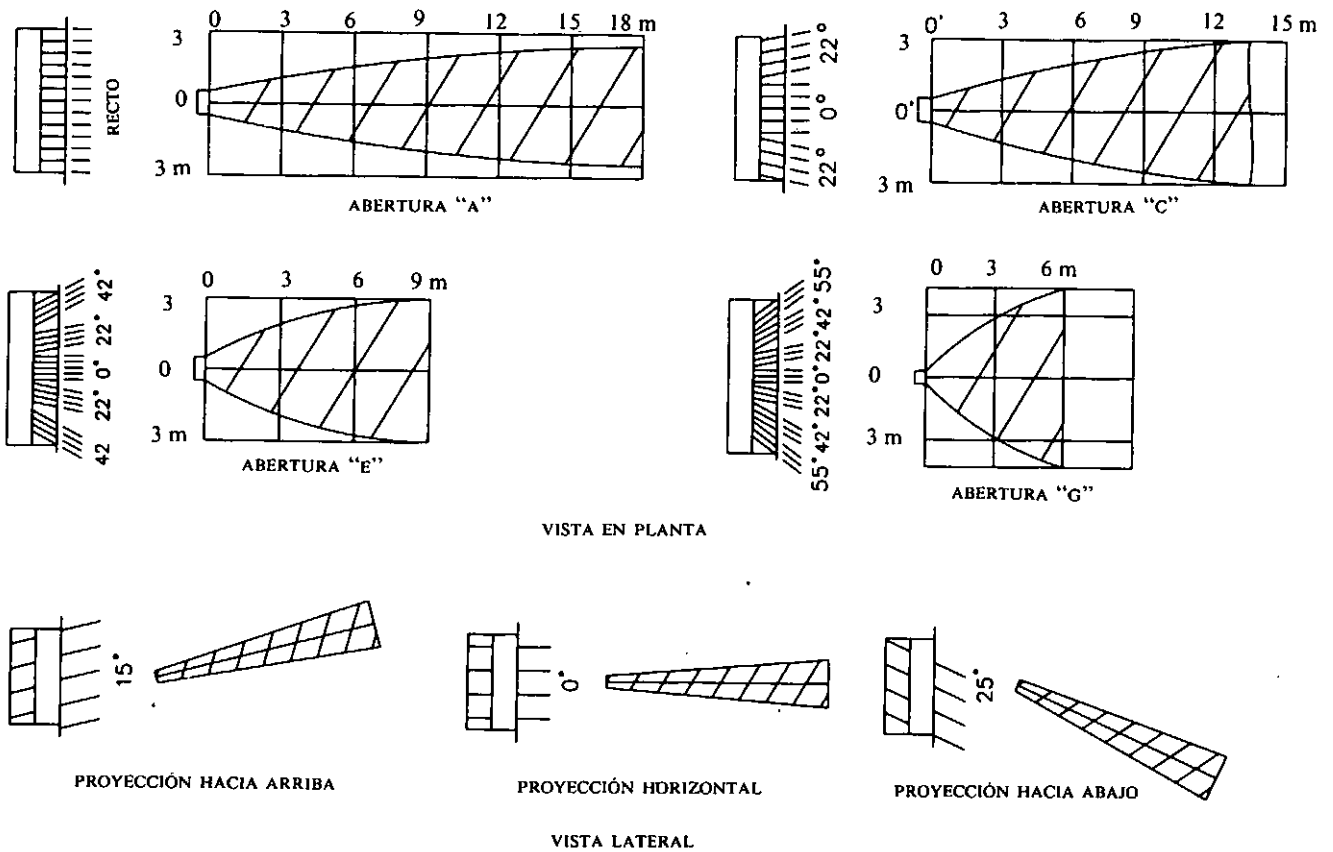 0 3 6 9 12 15 18 m
3
0
3 m
RECTO
ABERTURA “A”
0' 3 6 9 12 15 m
3
0'
3 m
22° 0° 22°
ABERTURA “C”
0 3 6 9 m
3
0
3 m
42 22° 0° 22° 42°
ABERTURA “E”
0 3 6 m
3
0
3 m
55° 42° 22° 0° 22° 42° 55°
ABERTURA “G”
VISTA EN PLANTA
15°
0°
25°
PROYECCIÓN HACIA ARRIBA
PROYECCIÓN HORIZONTAL
PROYECCIÓN HACIA ABAJO
VISTA LATERAL